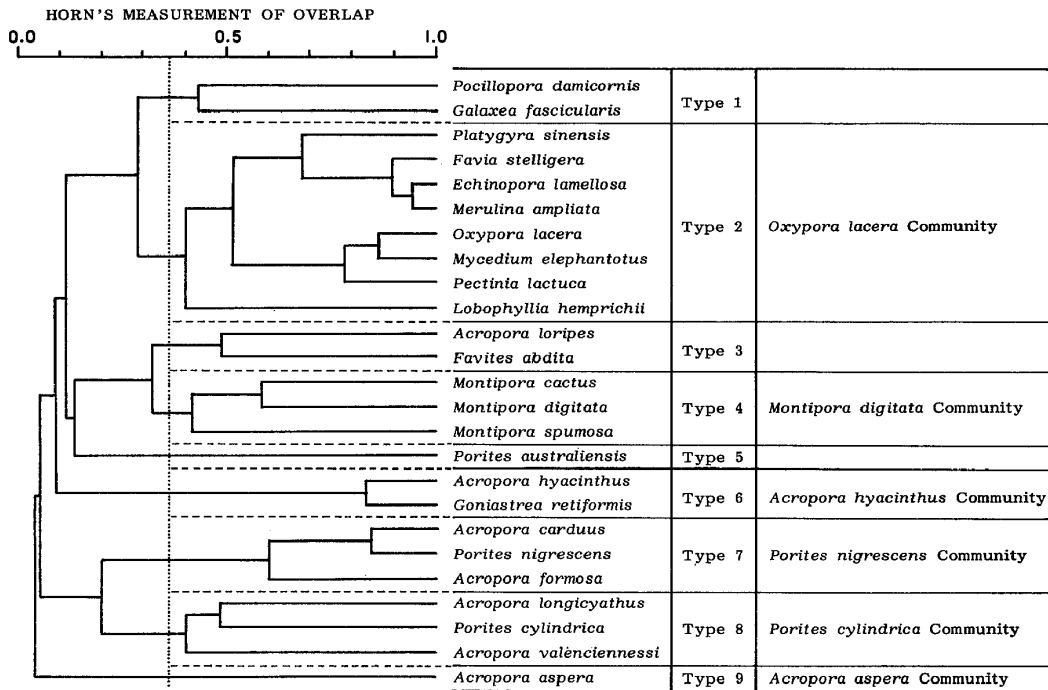 HORN'S MEASUREMENT OF OVERLAP
0.0 0.5 1.0
Pocillopora damicornis
Galaxea fascicularis
Type 1
Platygyra sinensis
Favia stelligera
Echinopora lamellosa
Merulina ampliata
Oxypora lacera
Mycedium elephantotus
Pectinia lactuca
Lobophyllia hemprichii
Type 2
Oxypora lacera Community
Acropora loripes
Favites abdita
Type 3
Montipora cactus
Montipora digitata
Montipora spumosa
Type 4
Montipora digitata Community
Porites australiensis
Type 5
Acropora hyacinthus
Goniastrea retiformis
Type 6
Acropora hyacinthus Community
Acropora carduus
Porites nigrescens
Acropora formosa
Type 7
Porites nigrescens Community
Acropora longicyathus
Porites cylindrica
Acropora valènciennessi
Type 8
Porites cylindrica Community
Acropora aspera
Type 9
Acropora aspera Community